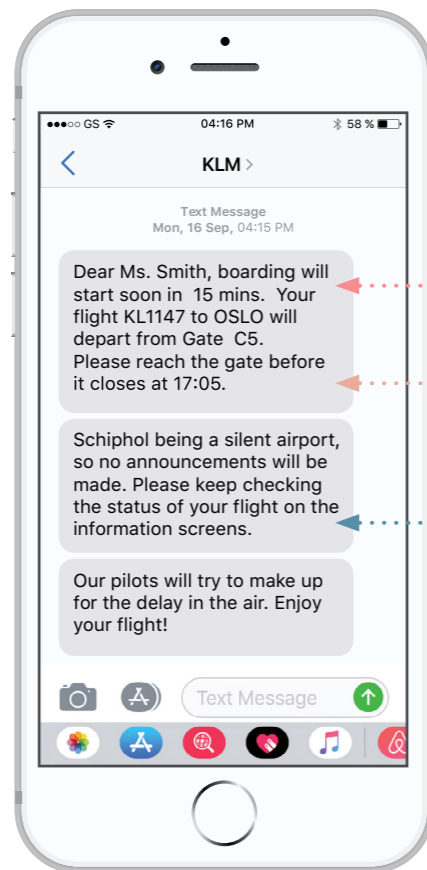 GS 04:16 PM 58 %
KLM >
Text Message
Mon, 16 Sep, 04:15 PM
Dear Ms. Smith, boarding will
start soon in 15 mins. Your
flight KL1147 to OSLO will
depart from Gate C5.
Please reach the gate before
it closes at 17:05.
Schiphol being a silent airport,
so no announcements will be
made. Please keep checking
the status of your flight on the
information screens.
Our pilots will try to make up
for the delay in the air. Enjoy
your flight!
Text Message